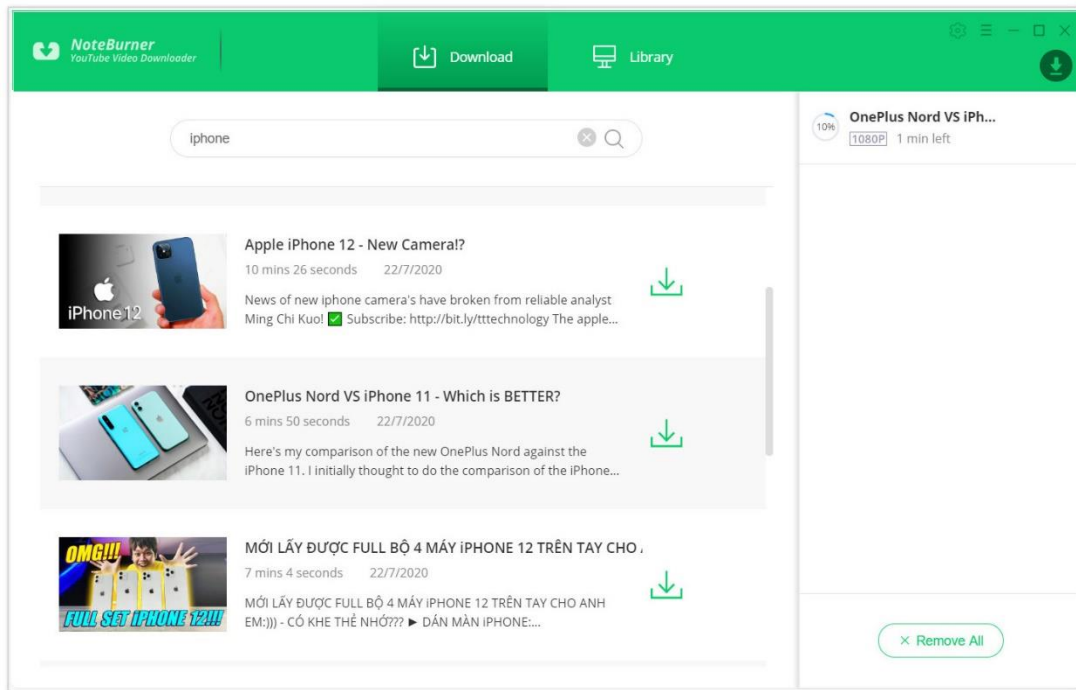 NoteBurner
YouTube Video Downloader
Download
Library
iphone
10%
OnePlus Nord VS iPh...
1080P 1 min left
iPhone 12
Apple iPhone 12 - New Camera!?
10 mins 26 seconds 22/7/2020
News of new iphone camera's have broken from reliable analyst
Ming Chi Kuo! ✅ Subscribe: http://bit.ly/tttechnology The apple...
OnePlus Nord VS iPhone 11 - Which is BETTER?
6 mins 50 seconds 22/7/2020
Here's my comparison of the new OnePlus Nord against the
iPhone 11. I initially thought to do the comparison of the iPhone...
OMG!!!
FULL SET IPHONE 12!!!
MỚI LẤY ĐƯỢC FULL BỘ 4 MÁY iPHONE 12 TRÊN TAY CHO
7 mins 4 seconds 22/7/2020
MỚI LẤY ĐƯỢC FULL BỘ 4 MÁY iPHONE 12 TRÊN TAY CHO ANH
EM:))) - CÓ KHE THẺ NHỚ??? ► DÁN MÀN iPHONE:...
× Remove All